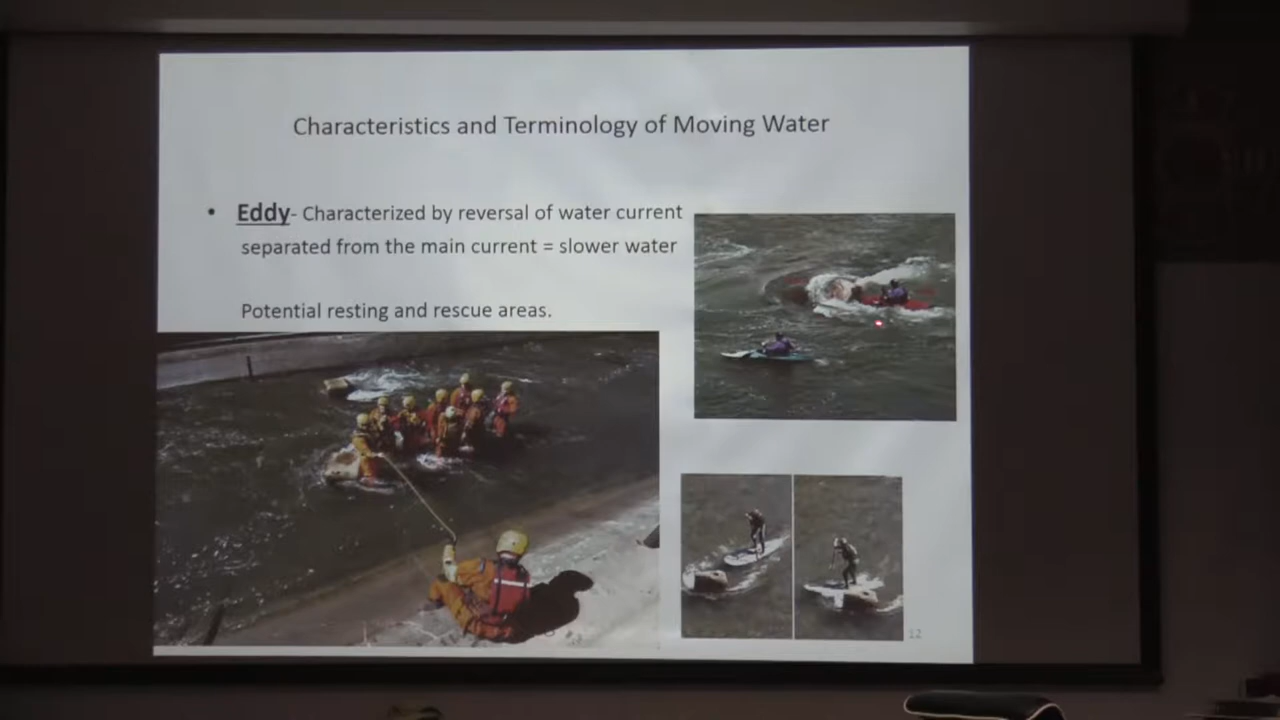 Characteristics and Terminology of Moving Water
• Eddy- Characterized by reversal of water current
separated from the main current = slower water
Potential resting and rescue areas.
12